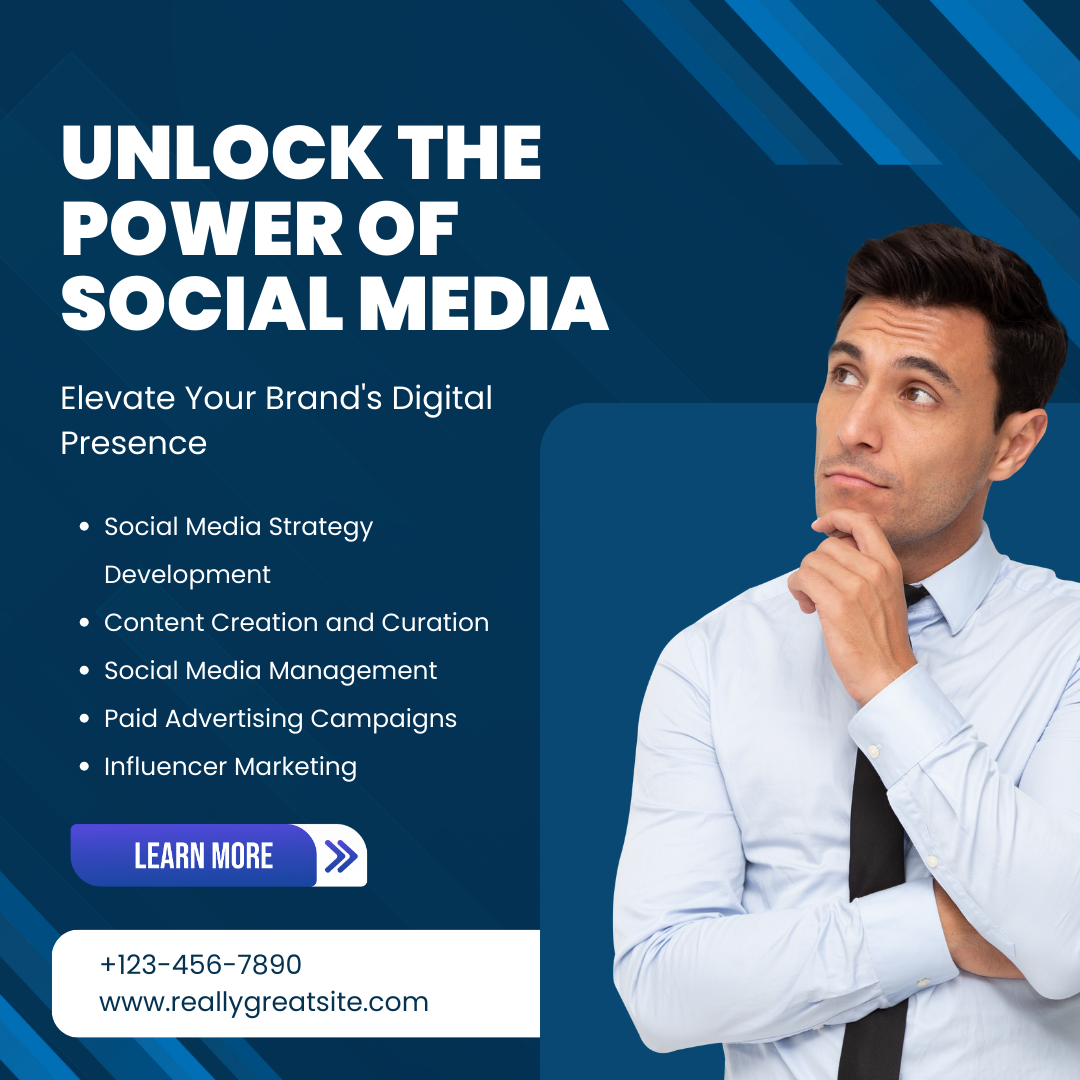 UNLOCK THE
POWER OF
SOCIAL MEDIA
Elevate Your Brand's Digital
Presence
• Social Media Strategy
Development
• Content Creation and Curation
• Social Media Management
• Paid Advertising Campaigns
• Influencer Marketing
LEARN MORE
+123-456-7890
www.reallygreatsite.com